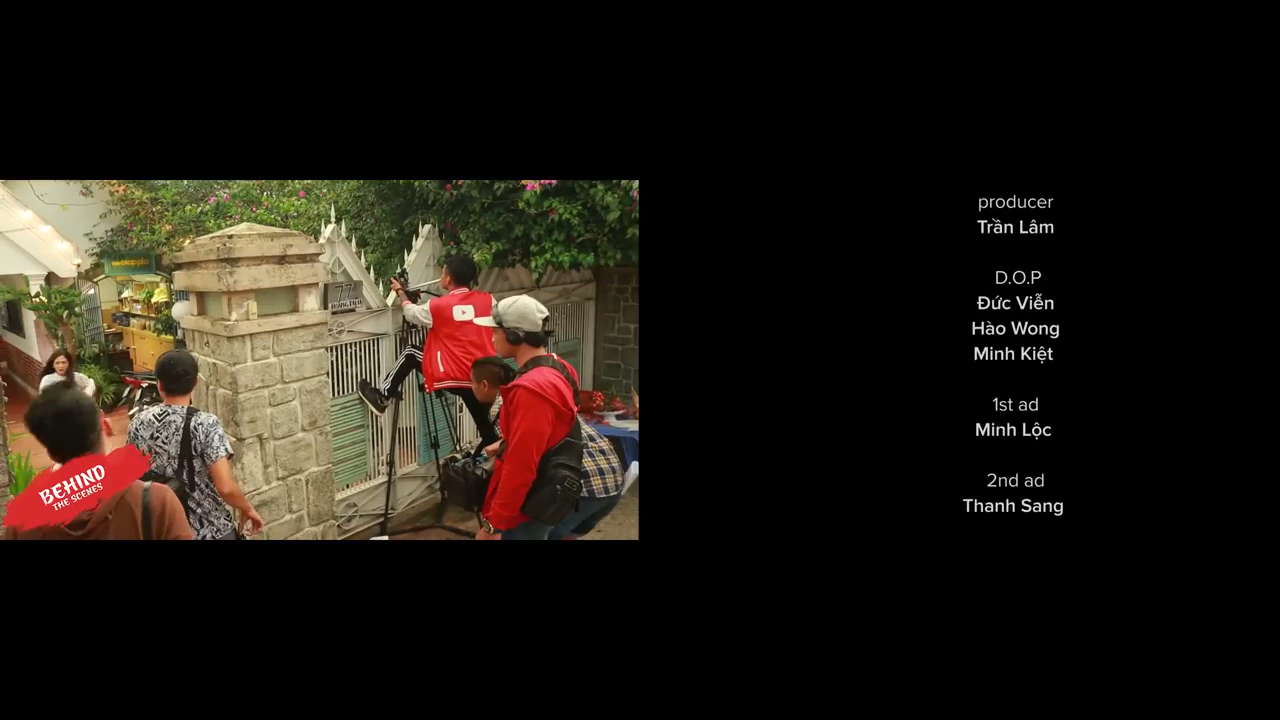 BEHIND
THE SCENES
77
producer
Trần Lâm
D.O.P
Đức Viễn
Hào Wong
Minh Kiệt
1st ad
Minh Lộc
2nd ad
Thanh Sang